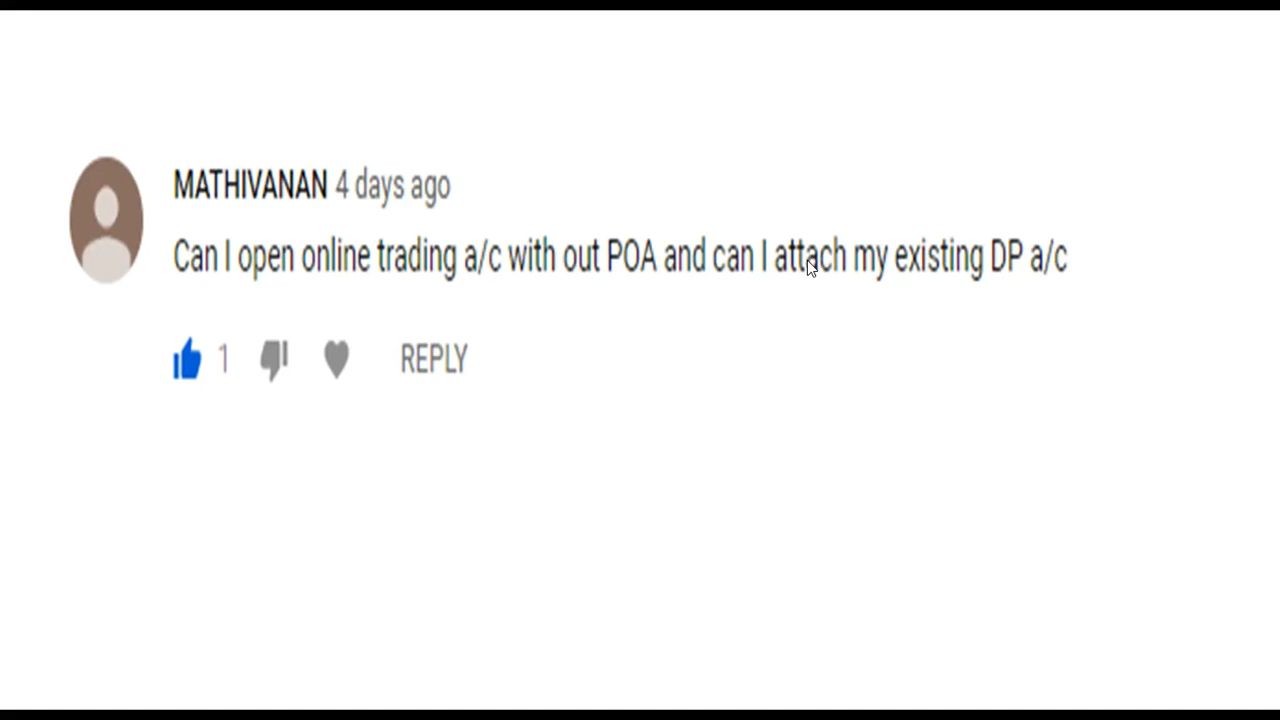 MATHIVANAN 4 days ago
Can I open online trading a/c with out POA and can I attach my existing DP a/c
1 REPLY